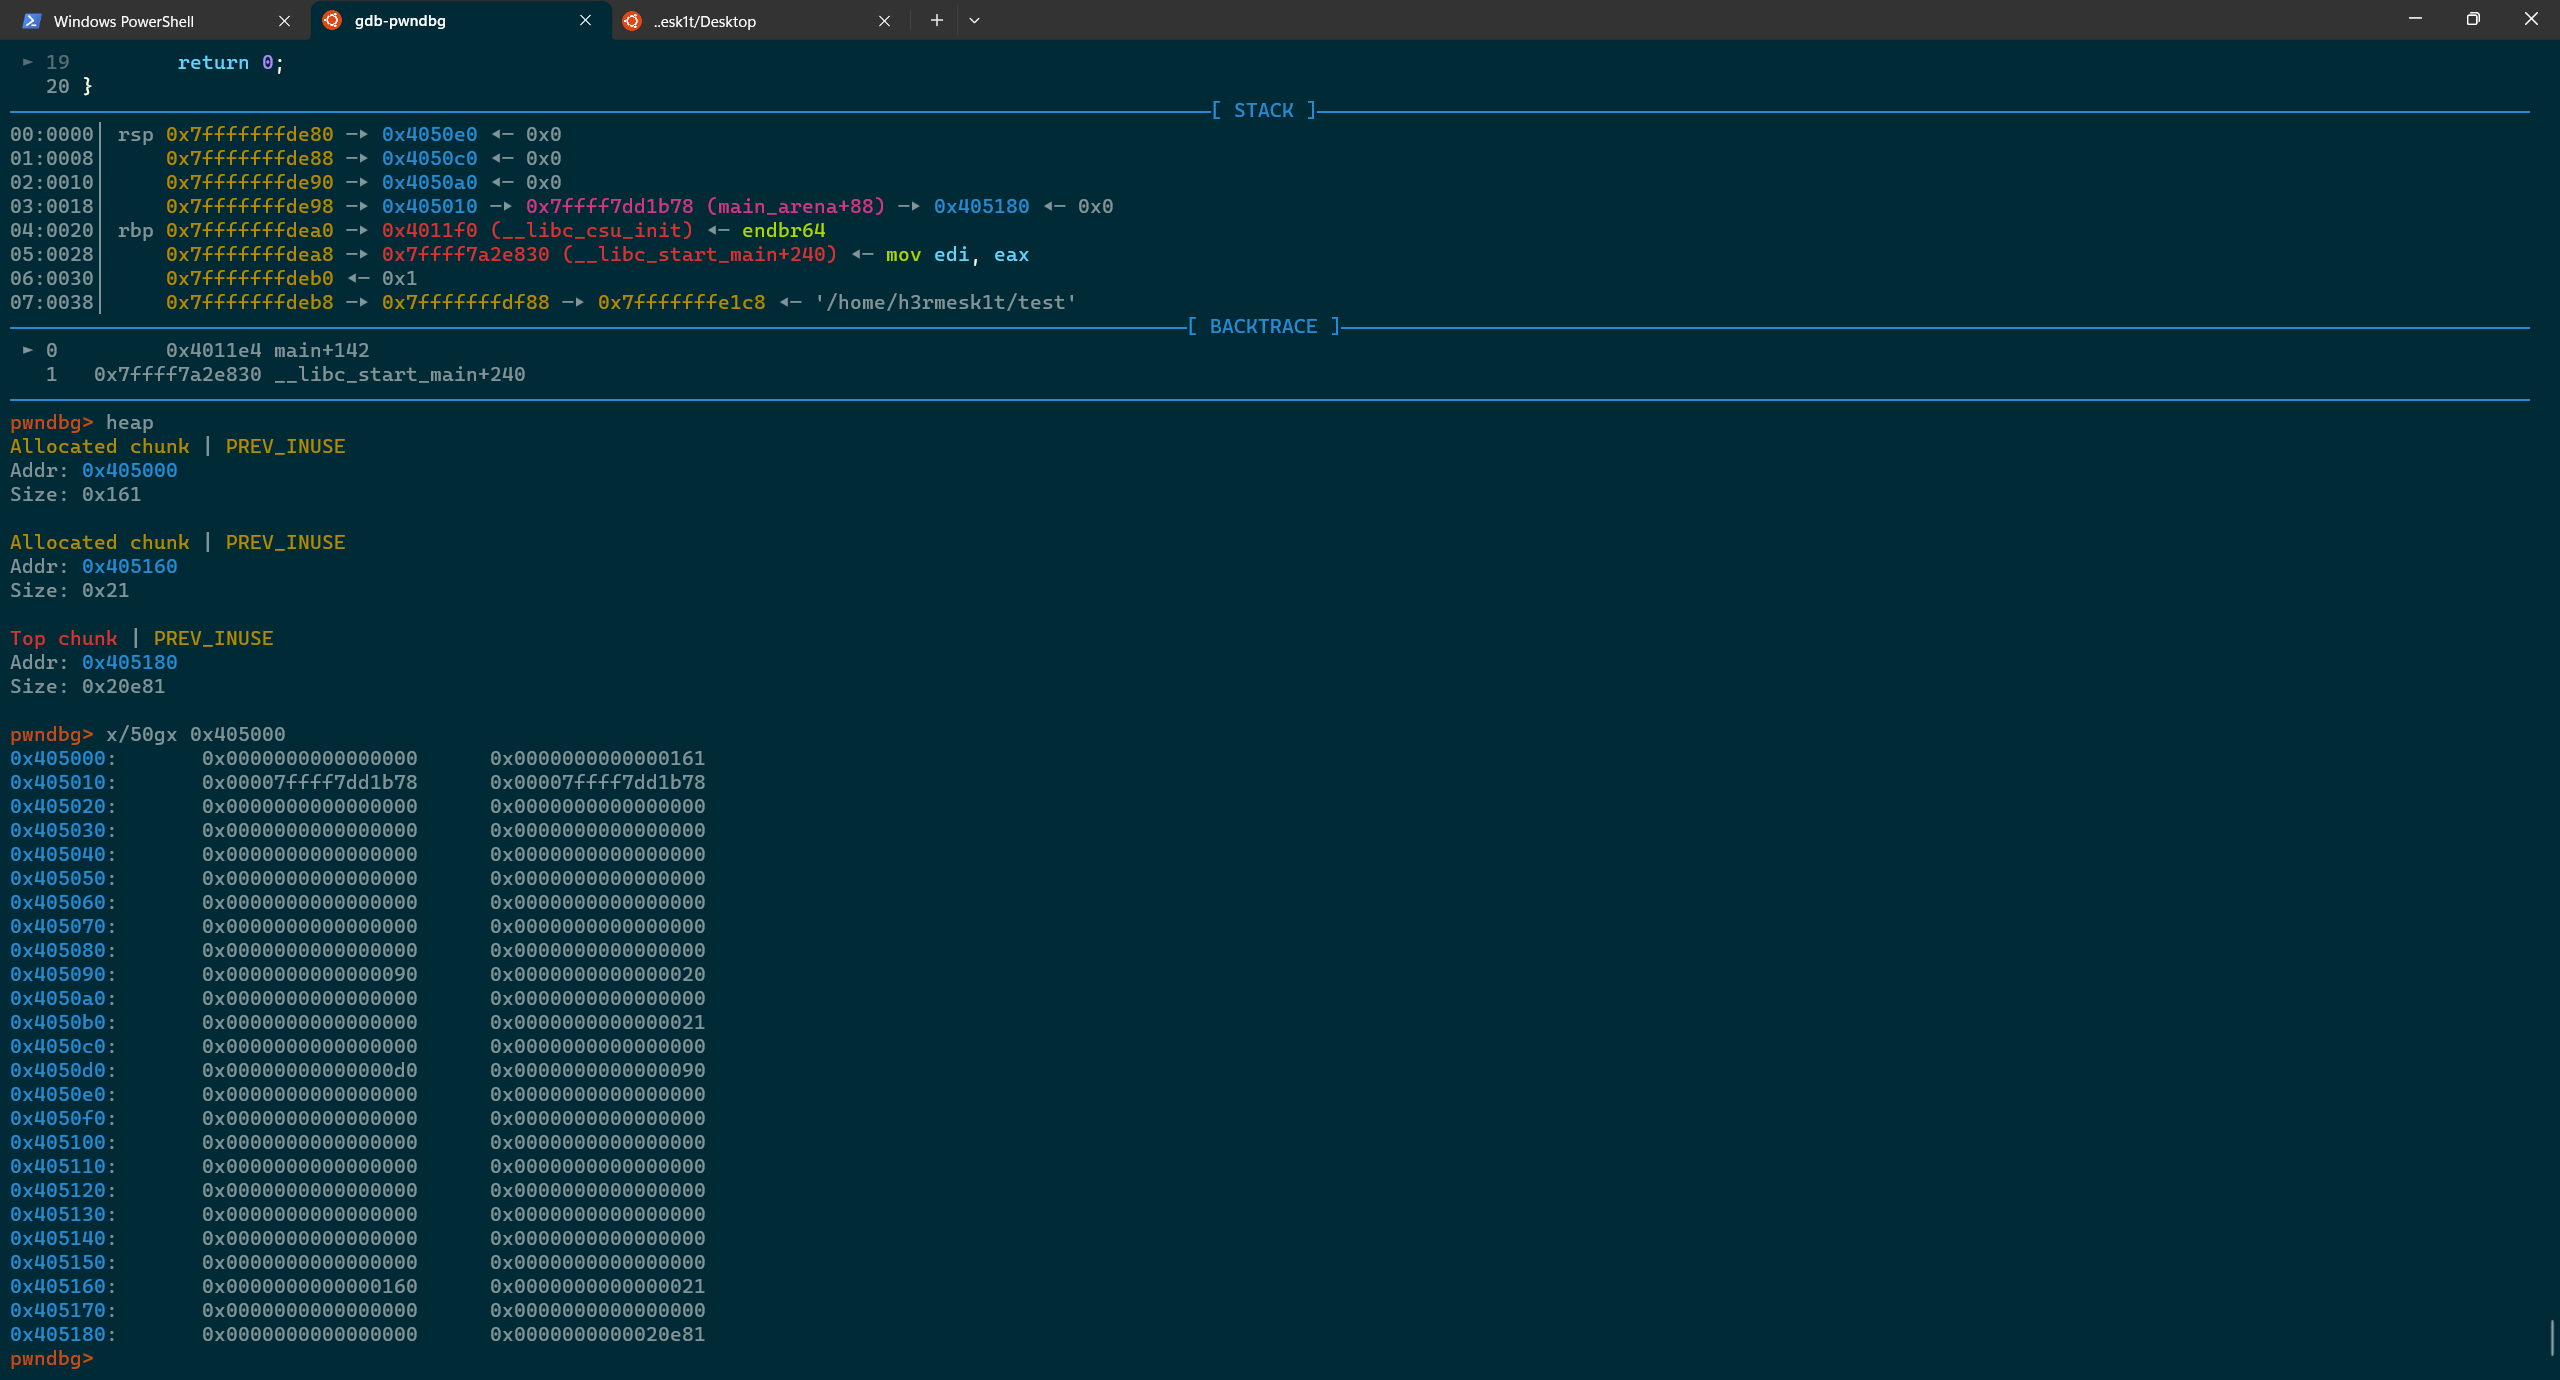 Windows PowerShell
gdb-pwndbg
..esk1t/Desktop
► 19 return 0;
20 }
[ STACK ]
00:0000│ rsp 0x7fffffffde80 —▸ 0x4050e0 ◂— 0x0
01:0008│ 0x7fffffffde88 —▸ 0x4050c0 ◂— 0x0
02:0010│ 0x7fffffffde90 —▸ 0x4050a0 ◂— 0x0
03:0018│ 0x7fffffffde98 —▸ 0x405010 —▸ 0x7ffff7dd1b78 (main_arena+88) —▸ 0x405180 ◂— 0x0
04:0020│ rbp 0x7fffffffdea0 —▸ 0x4011f0 (__libc_csu_init) ◂— endbr64
05:0028│ 0x7fffffffdea8 —▸ 0x7ffff7a2e830 (__libc_start_main+240) ◂— mov edi, eax
06:0030│ 0x7fffffffdeb0 ◂— 0x1
07:0038│ 0x7fffffffdeb8 —▸ 0x7fffffffdf88 —▸ 0x7fffffffe1c8 ◂— '/home/h3rmesk1t/test'
[ BACKTRACE ]
► 0 0x4011e4 main+142
1 0x7ffff7a2e830 __libc_start_main+240
pwndbg> heap
Allocated chunk | PREV_INUSE
Addr: 0x405000
Size: 0x161
Allocated chunk | PREV_INUSE
Addr: 0x405160
Size: 0x21
Top chunk | PREV_INUSE
Addr: 0x405180
Size: 0x20e81
pwndbg> x/50gx 0x405000
0x405000: 0x0000000000000000 0x0000000000000161
0x405010: 0x00007ffff7dd1b78 0x00007ffff7dd1b78
0x405020: 0x0000000000000000 0x0000000000000000
0x405030: 0x0000000000000000 0x0000000000000000
0x405040: 0x0000000000000000 0x0000000000000000
0x405050: 0x0000000000000000 0x0000000000000000
0x405060: 0x0000000000000000 0x0000000000000000
0x405070: 0x0000000000000000 0x0000000000000000
0x405080: 0x0000000000000000 0x0000000000000000
0x405090: 0x0000000000000090 0x0000000000000020
0x4050a0: 0x0000000000000000 0x0000000000000000
0x4050b0: 0x0000000000000000 0x0000000000000021
0x4050c0: 0x0000000000000000 0x0000000000000000
0x4050d0: 0x00000000000000d0 0x0000000000000090
0x4050e0: 0x0000000000000000 0x0000000000000000
0x4050f0: 0x0000000000000000 0x0000000000000000
0x405100: 0x0000000000000000 0x0000000000000000
0x405110: 0x0000000000000000 0x0000000000000000
0x405120: 0x0000000000000000 0x0000000000000000
0x405130: 0x0000000000000000 0x0000000000000000
0x405140: 0x0000000000000000 0x0000000000000000
0x405150: 0x0000000000000000 0x0000000000000000
0x405160: 0x0000000000000160 0x0000000000000021
0x405170: 0x0000000000000000 0x0000000000000000
0x405180: 0x0000000000000000 0x0000000000020e81
pwndbg>